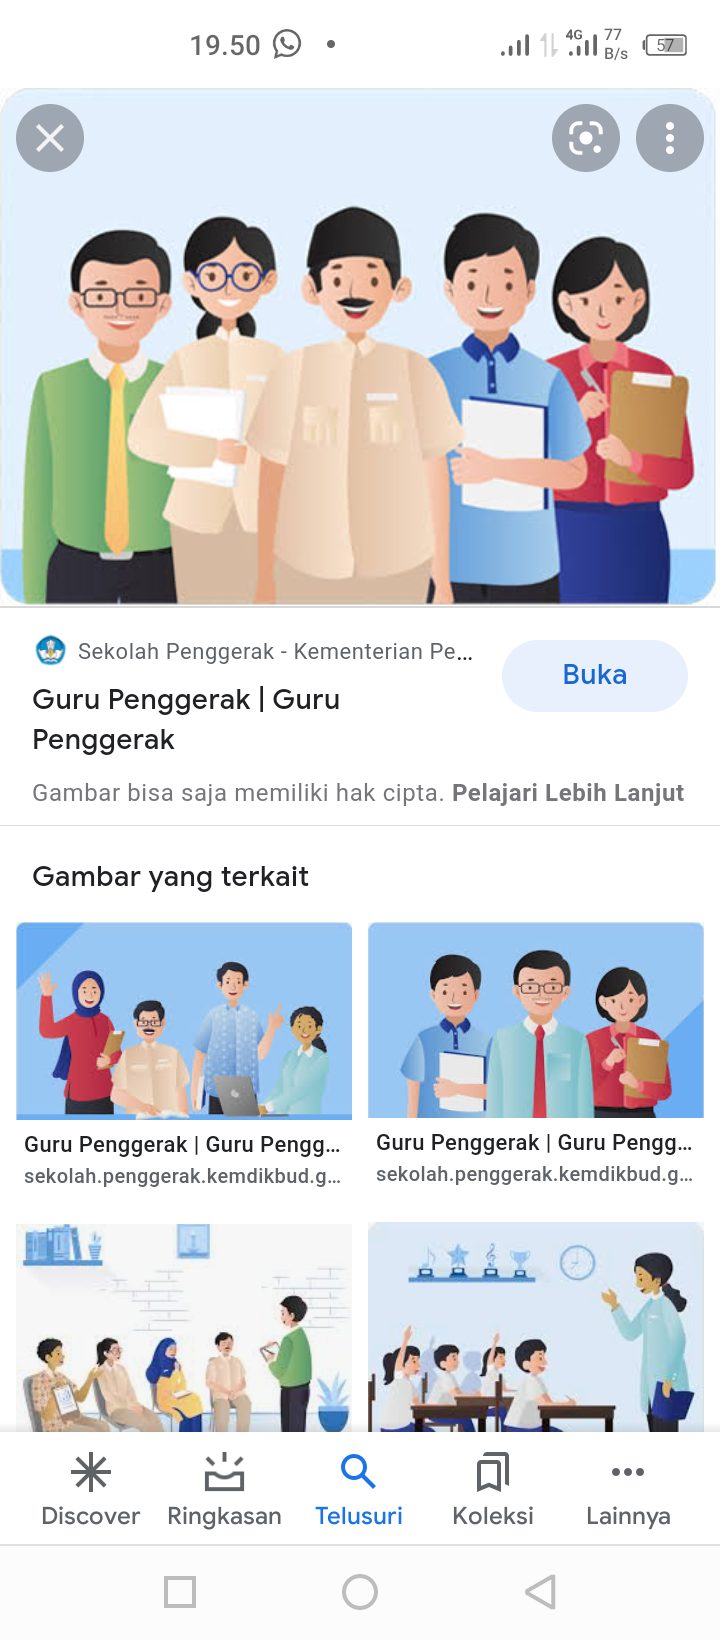 19.50
4G
77
B/s
57
Sekolah Penggerak - Kementerian Pe...
Buka
Guru Penggerak | Guru
Penggerak
Gambar bisa saja memiliki hak cipta. Pelajari Lebih Lanjut
Gambar yang terkait
Guru Penggerak | Guru Pengg...
sekolah.penggerak.kemdikbud.g...
Guru Penggerak | Guru Pengg...
sekolah.penggerak.kemdikbud.g...
Discover
Ringkasan
Telusuri
Koleksi
Lainnya